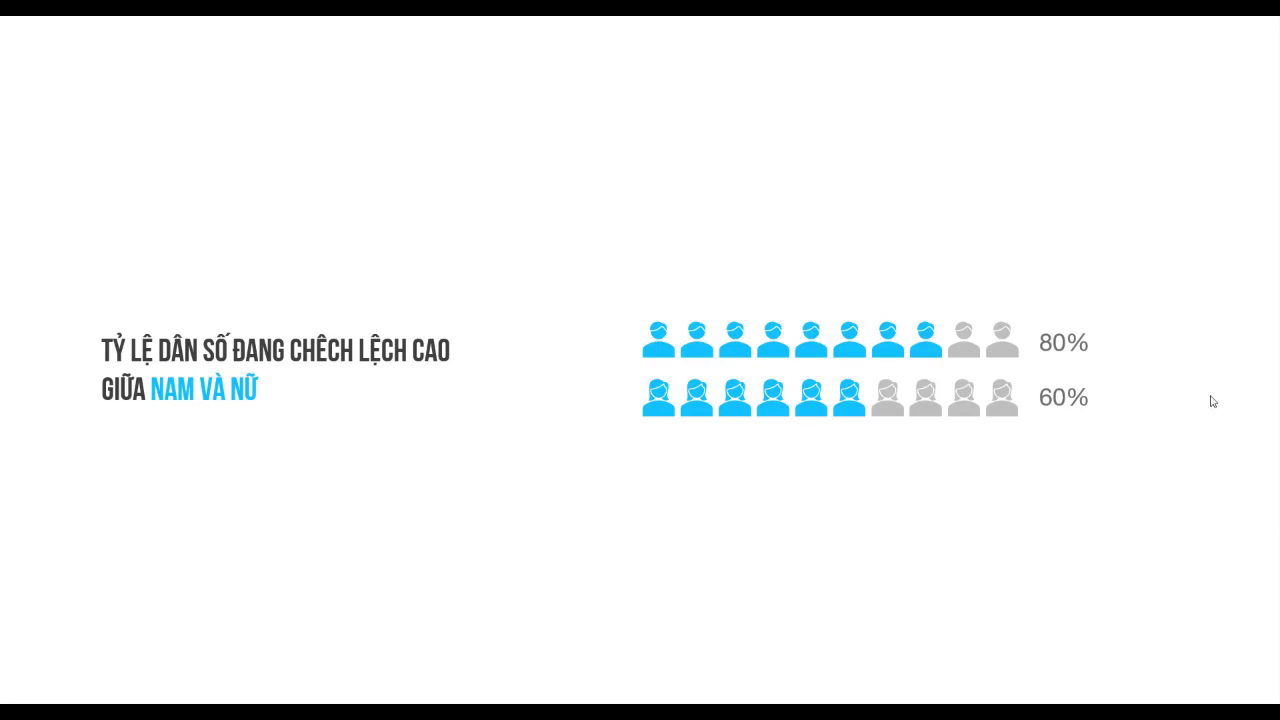 TỶ LỆ DÂN SỐ ĐANG CHÊCH LỆCH CAO
GIỮA NAM VÀ NỮ
80%
60%